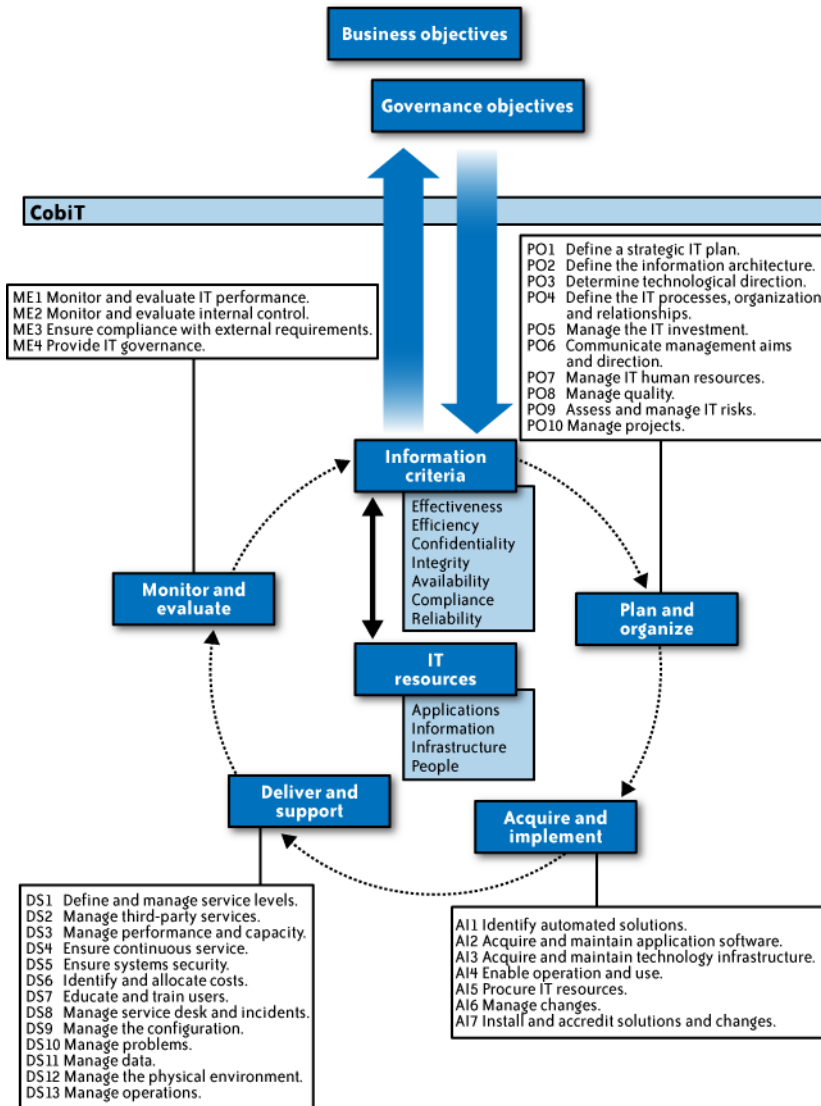 Business objectives
Governance objectives
CobiT
ME1 Monitor and evaluate IT performance.
ME2 Monitor and evaluate internal control.
ME3 Ensure compliance with external requirements.
ME4 Provide IT governance.
PO1 Define a strategic IT plan.
PO2 Define the information architecture.
PO3 Determine technological direction.
PO4 Define the IT processes, organization
and relationships.
PO5 Manage the IT investment.
PO6 Communicate management aims
and direction.
PO7 Manage IT human resources.
PO8 Manage quality.
PO9 Assess and manage IT risks.
PO10 Manage projects.
Information
criteria
Effectiveness
Efficiency
Confidentiality
Integrity
Availability
Compliance
Reliability
Monitor and
evaluate
Plan and
organize
IT
resources
Applications
Information
Infrastructure
People
Deliver and
support
Acquire and
implement
DS1 Define and manage service levels.
DS2 Manage third-party services.
DS3 Manage performance and capacity.
DS4 Ensure continuous service.
DS5 Ensure systems security.
DS6 Identify and allocate costs.
DS7 Educate and train users.
DS8 Manage service desk and incidents.
DS9 Manage the configuration.
DS10 Manage problems.
DS11 Manage data.
DS12 Manage the physical environment.
DS13 Manage operations.
AI1 Identify automated solutions.
AI2 Acquire and maintain application software.
AI3 Acquire and maintain technology infrastructure.
AI4 Enable operation and use.
AI5 Procure IT resources.
AI6 Manage changes.
AI7 Install and accredit solutions and changes.